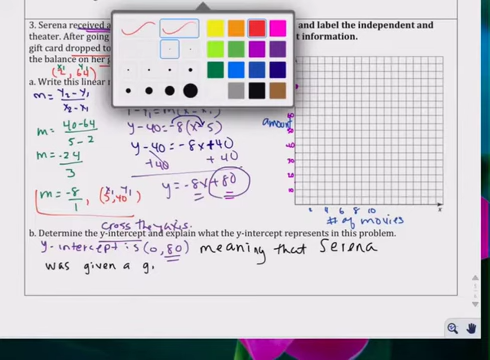 3. Serena received a and label the independent and
theater. After going t information.
gift card dropped to
the balance on her g
(2, 64)
a. Write this linear
m = y₂ - y₁ / x₂ - x₁
m = 40-64 / 5-2
m = -24 / 3
m = -8 / 1, (5, 40)
x₁ y₁
y - 40 = -8(x - 5)
y - 40 = -8x + 40
+40 +40
y = -8x + 80
amount
2 4 6 8 10
# of movies
cross the y axis
b. Determine the y-intercept and explain what the y-intercept represents in this problem.
y-intercept is (0, 80) meaning that Serena
was given a g